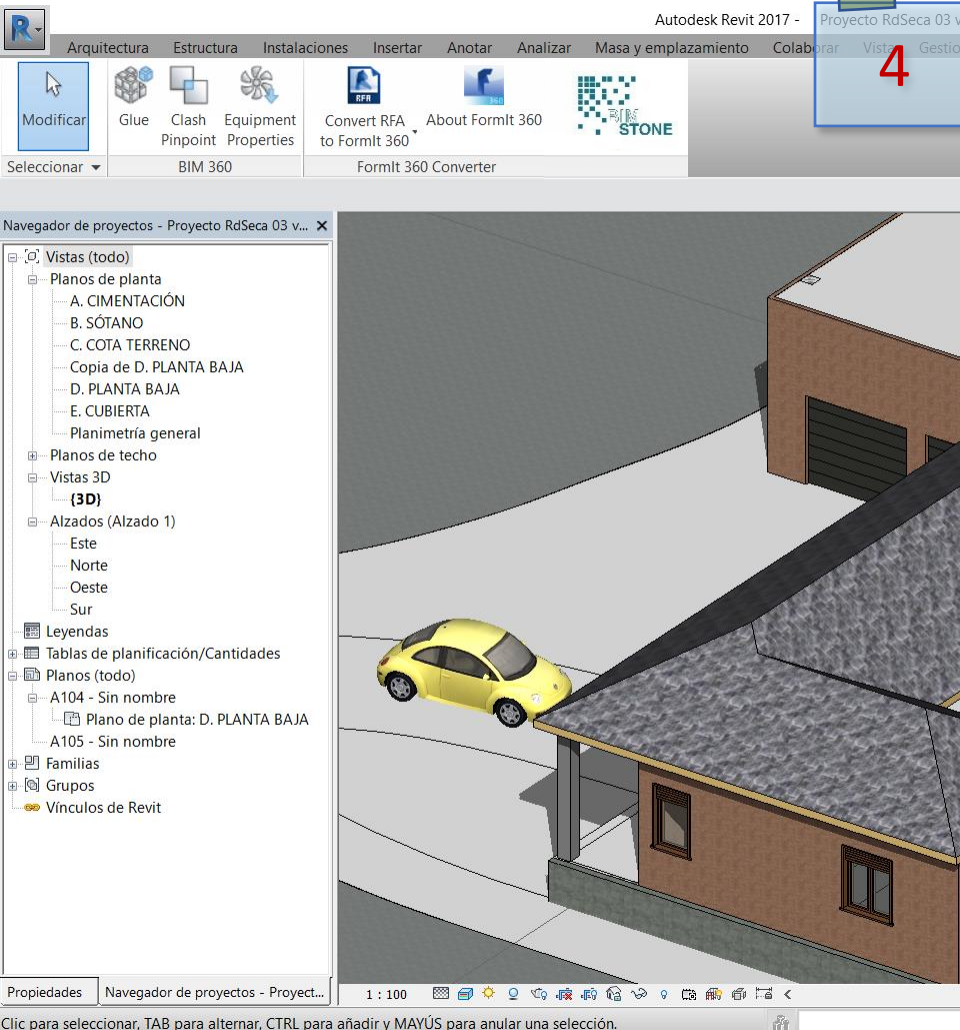 Autodesk Revit 2017 - Proyecto RdSeca 03 v
Arquitectura Estructura Instalaciones Insertar Anotar Analizar Masa y emplazamiento Colaborar Vista Gestio
4
Modificar
Glue
Clash
Pinpoint
Equipment
Properties
Convert RFA
to FormIt 360
About FormIt 360
RFA
360
BIM
STONE
Seleccionar
BIM 360
FormIt 360 Converter
Navegador de proyectos - Proyecto RdSeca 03 v...
Vistas (todo)
Planos de planta
A. CIMENTACIÓN
B. SÓTANO
C. COTA TERRENO
Copia de D. PLANTA BAJA
D. PLANTA BAJA
E. CUBIERTA
Planimetría general
Planos de techo
Vistas 3D
{3D}
Alzados (Alzado 1)
Este
Norte
Oeste
Sur
Leyendas
Tablas de planificación/Cantidades
Planos (todo)
A104 - Sin nombre
Plano de planta: D. PLANTA BAJA
A105 - Sin nombre
Familias
Grupos
Vínculos de Revit
Propiedades
Navegador de proyectos - Proyect...
1 : 100
Clic para seleccionar, TAB para alternar, CTRL para añadir y MAYÚS para anular una selección.